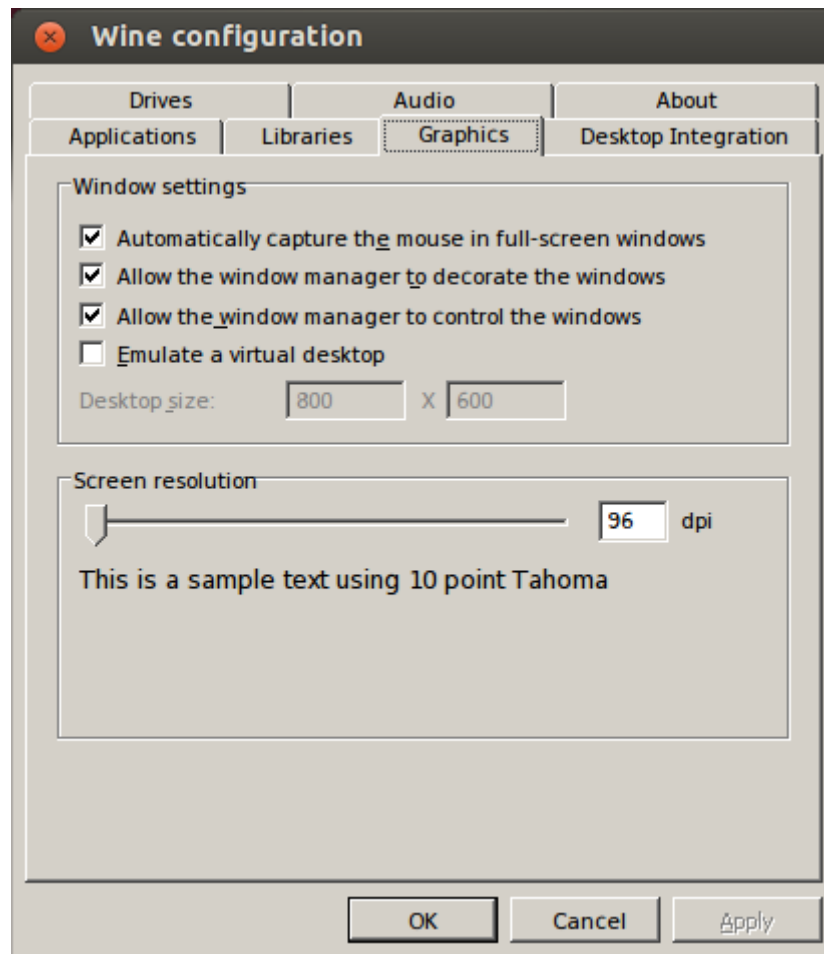 Wine configuration
Drives Audio About
Applications Libraries Graphics Desktop Integration
Window settings
Automatically capture the mouse in full-screen windows
Allow the window manager to decorate the windows
Allow the window manager to control the windows
Emulate a virtual desktop
Desktop size: 800 X 600
Screen resolution
96 dpi
This is a sample text using 10 point Tahoma
OK Cancel Apply